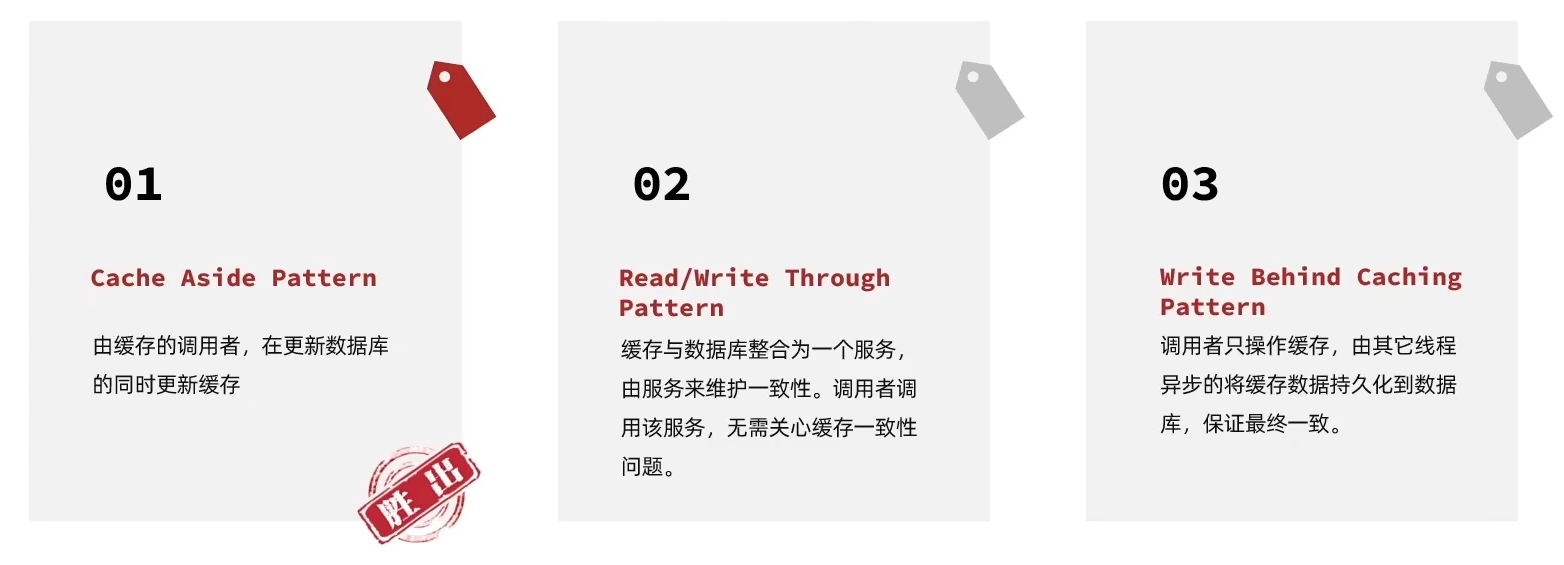 01
Cache Aside Pattern
由缓存的调用者，在更新数据库
的同时更新缓存
胜出
02
Read/Write Through
Pattern
缓存与数据库整合为一个服务，
由服务来维护一致性。调用者调
用该服务，无需关心缓存一致性
问题。
03
Write Behind Caching
Pattern
调用者只操作缓存，由其它线程
异步的将缓存数据持久化到数据
库，保证最终一致。